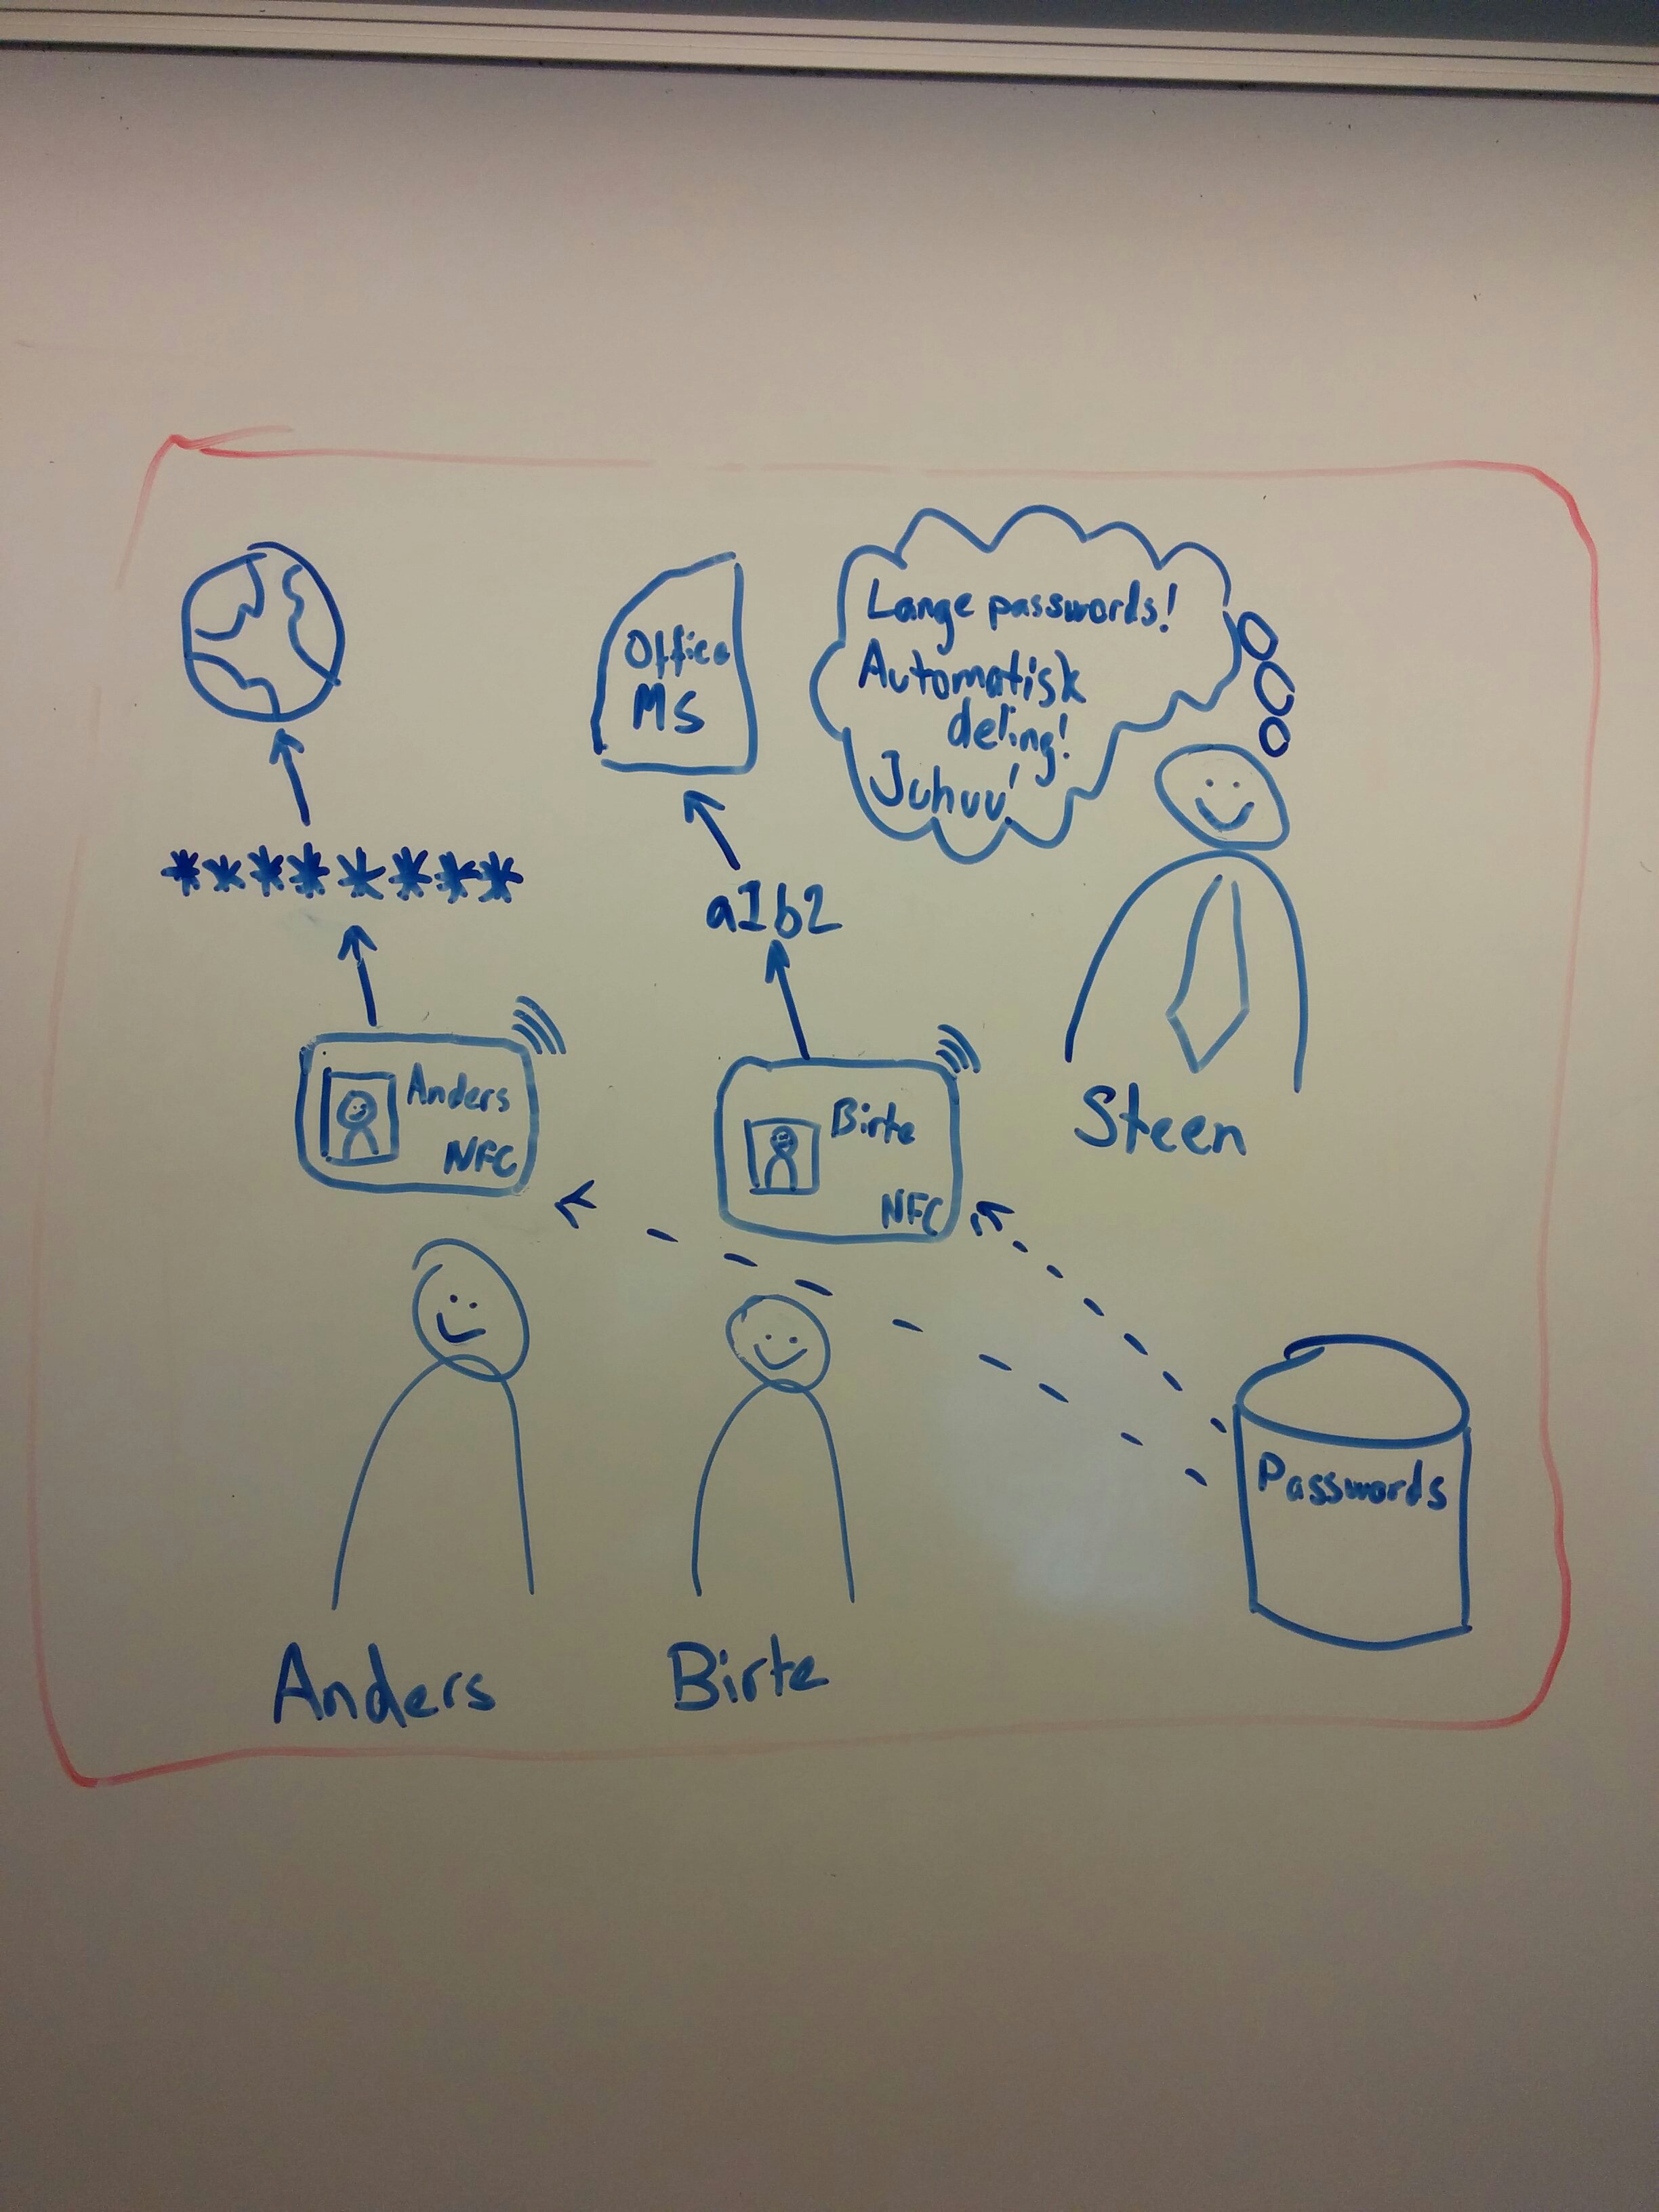 Office
MS
Lange passwords!
Automatisk
deling!
Juhuu!
********
a1b2
Anders
NFC
Birte
NFC
Steen
Passwords
Anders
Birte